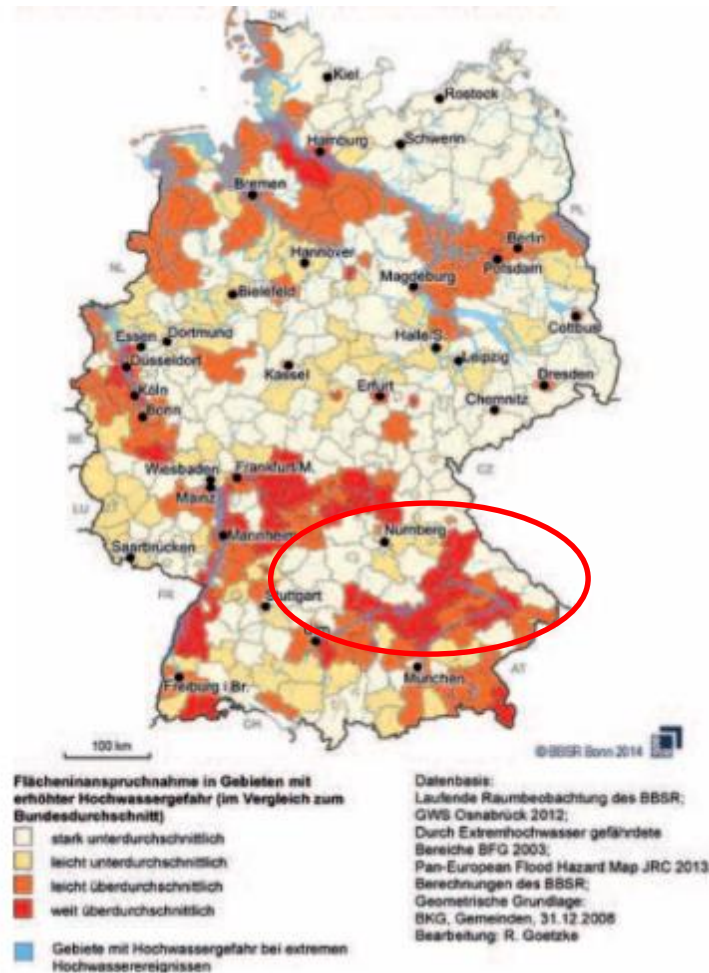 DK
Kiel
Rostock
Hamburg
Schwerin
Bremen
PL
Berlin
Hannover
NL
Potsdam
Magdeburg
Bielefeld
Cottbus
Essen
Dortmund
Halle/S.
Düsseldorf
Leipzig
Kassel
Dresden
Köln
Erfurt
Bonn
Chemnitz
BE
Wiesbaden
Frankfurt/M.
CZ
Mainz
LU
Mannheim
Nürnberg
Saarbrücken
FR
Stuttgart
Ulm
AT
München
Freiburg i.Br.
CH
100 km
©BBSR Bonn 2014
Flächeninanspruchnahme in Gebieten mit
erhöhter Hochwassergefahr (im Vergleich zum
Bundesdurchschnitt)
stark unterdurchschnittlich
leicht unterdurchschnittlich
leicht überdurchschnittlich
weit überdurchschnittlich
Gebiete mit Hochwassergefahr bei extremen
Hochwasserereignissen
Datenbasis:
Laufende Raumbeobachtung des BBSR;
GWS Osnabrück 2012;
Durch Extremhochwasser gefährdete
Bereiche BFG 2003;
Pan-European Flood Hazard Map JRC 2013
Berechnungen des BBSR;
Geometrische Grundlage:
BKG, Gemeinden, 31.12.2008
Bearbeitung: R. Goetzke